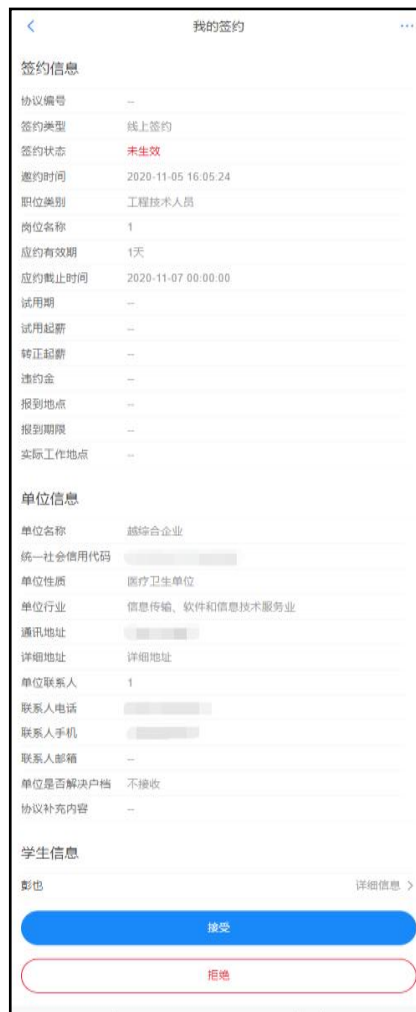 我的签约
签约信息
协议编号 --
签约类型 线上签约
签约状态 未生效
邀约时间 2020-11-05 16:05:24
职位类别 工程技术人员
岗位名称 1
应约有效期 1天
应约截止时间 2020-11-07 00:00:00
试用期 --
试用起薪 --
转正起薪 --
违约金 --
报到地点 --
报到期限 --
实际工作地点 --
单位信息
单位名称 越综合企业
统一社会信用代码
单位性质 医疗卫生单位
单位行业 信息传输、软件和信息技术服务业
通讯地址
详细地址 详细地址
单位联系人 1
联系人电话
联系人手机
联系人邮箱 --
单位是否解决户档 不接收
协议补充内容 --
学生信息
彭也 详细信息 >
接受
拒绝